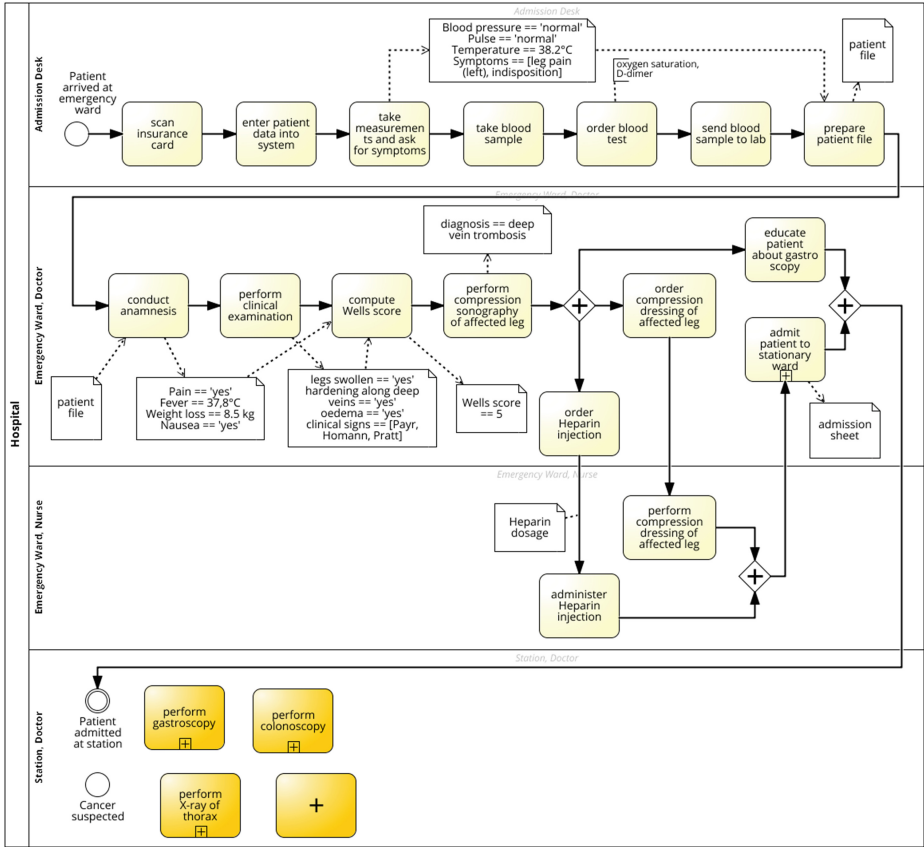 Admission Desk
Blood pressure == 'normal'
Pulse == 'normal'
Temperature == 38.2°C
Symptoms == [leg pain
(left), indisposition]
patient
file
oxygen saturation,
D-dimer
Patient
arrived at
emergency
ward
Admission Desk
scan
insurance
card
enter patient
data into
system
take
measuremen
ts and ask
for symptoms
take blood
sample
order blood
test
send blood
sample to lab
prepare
patient file
Hospital
Emergency Ward, Doctor
Emergency Ward, Doctor
diagnosis == deep
vein trombosis
educate
patient
about gastro
scopy
conduct
anamnesis
perform
clinical
examination
compute
Wells score
perform
compression
sonography
of affected leg
order
compression
dressing of
affected leg
admit
patient to
stationary
ward
patient
file
Pain == 'yes'
Fever == 37,8°C
Weight loss == 8.5 kg
Nausea == 'yes'
legs swollen == 'yes'
hardening along deep
veins == 'yes'
oedema == 'yes'
clinical signs == [Payr,
Homann, Pratt]
Wells score
== 5
order
Heparin
injection
admission
sheet
Emergency Ward, Nurse
Emergency Ward, Nurse
Heparin
dosage
perform
compression
dressing of
affected leg
administer
Heparin
injection
Station, Doctor
Station, Doctor
Patient
admitted
at station
perform
gastroscopy
perform
colonoscopy
Cancer
suspected
perform
X-ray of
thorax